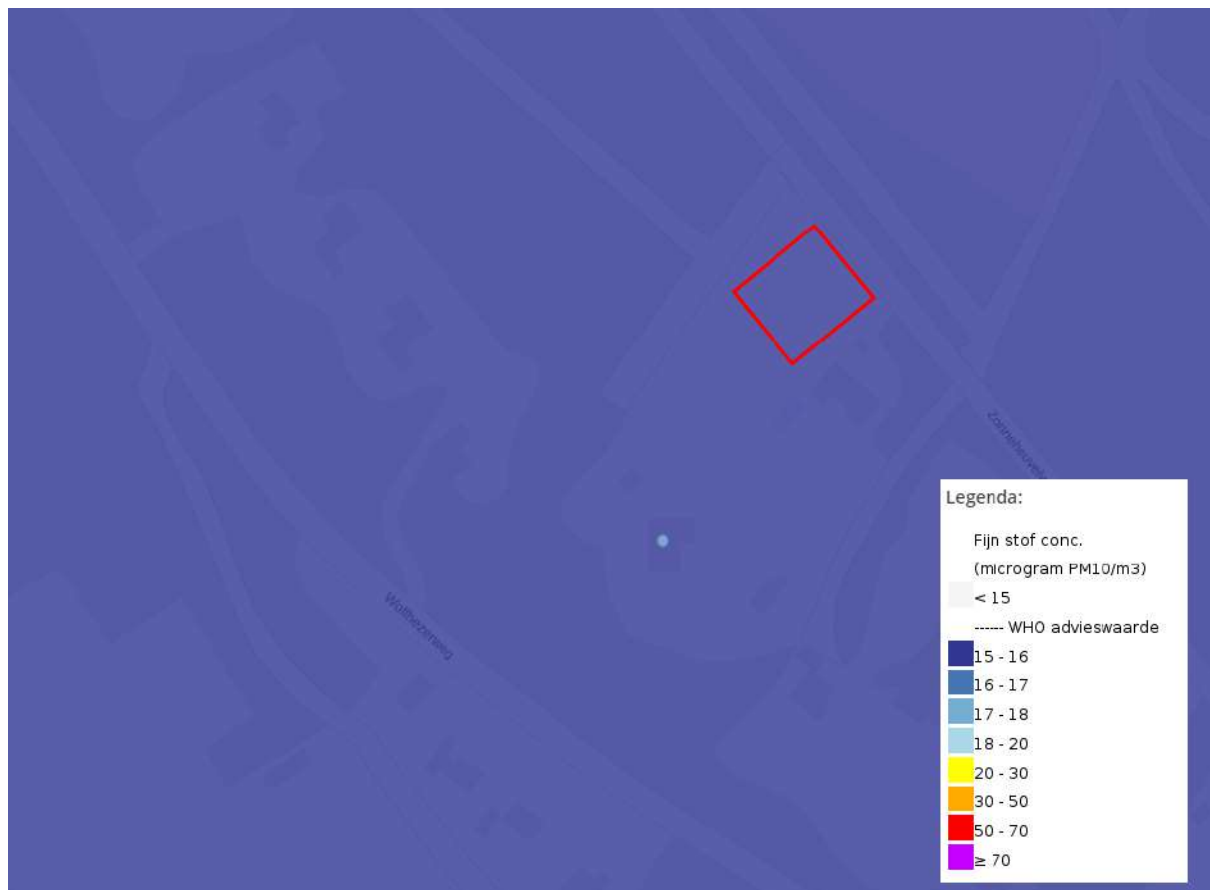 Wolfhezerweg
Legenda:
Fijn stof conc.
(microgram PM10/m3)
< 15
------ WHO advieswaarde
15 - 16
16 - 17
17 - 18
18 - 20
20 - 30
30 - 50
50 - 70
≥ 70